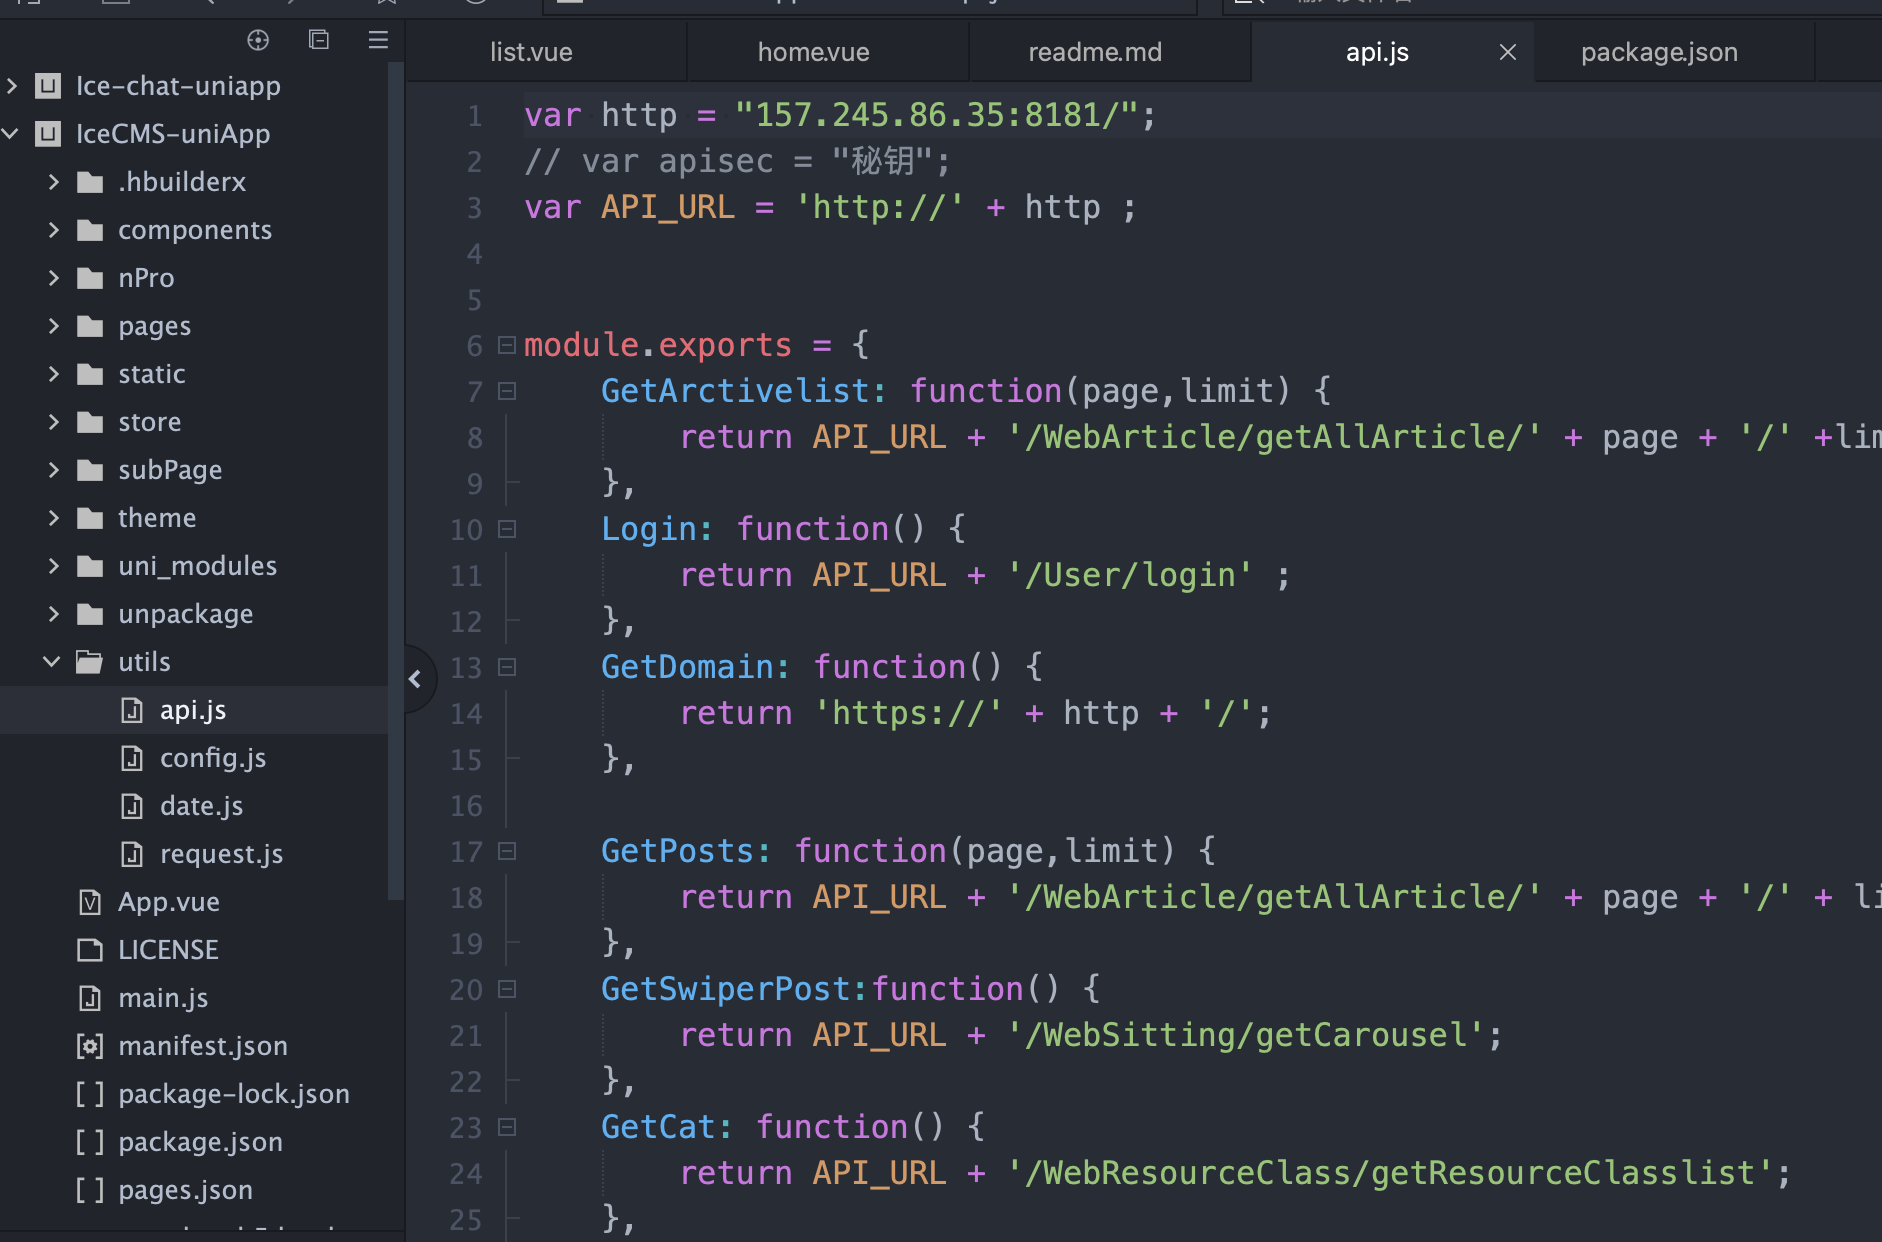 list.vue
home.vue
readme.md
api.js
package.json
Ice-chat-uniapp
IceCMS-uniApp
.hbuilderx
components
nPro
pages
static
store
subPage
theme
uni_modules
unpackage
utils
api.js
config.js
date.js
request.js
App.vue
LICENSE
main.js
manifest.json
package-lock.json
package.json
pages.json
1 var http = "157.245.86.35:8181/";
2 // var apisec = "秘钥";
3 var API_URL = 'http://' + http ;
4
5
6 module.exports = {
7 GetArctivelist: function(page,limit) {
8 return API_URL + '/WebArticle/getAllArticle/' + page + '/' +lim
9 },
10 Login: function() {
11 return API_URL + '/User/login' ;
12 },
13 GetDomain: function() {
14 return 'https://' + http + '/';
15 },
16
17 GetPosts: function(page,limit) {
18 return API_URL + '/WebArticle/getAllArticle/' + page + '/' + li
19 },
20 GetSwiperPost:function() {
21 return API_URL + '/WebSitting/getCarousel';
22 },
23 GetCat: function() {
24 return API_URL + '/WebResourceClass/getResourceClasslist';
25 },